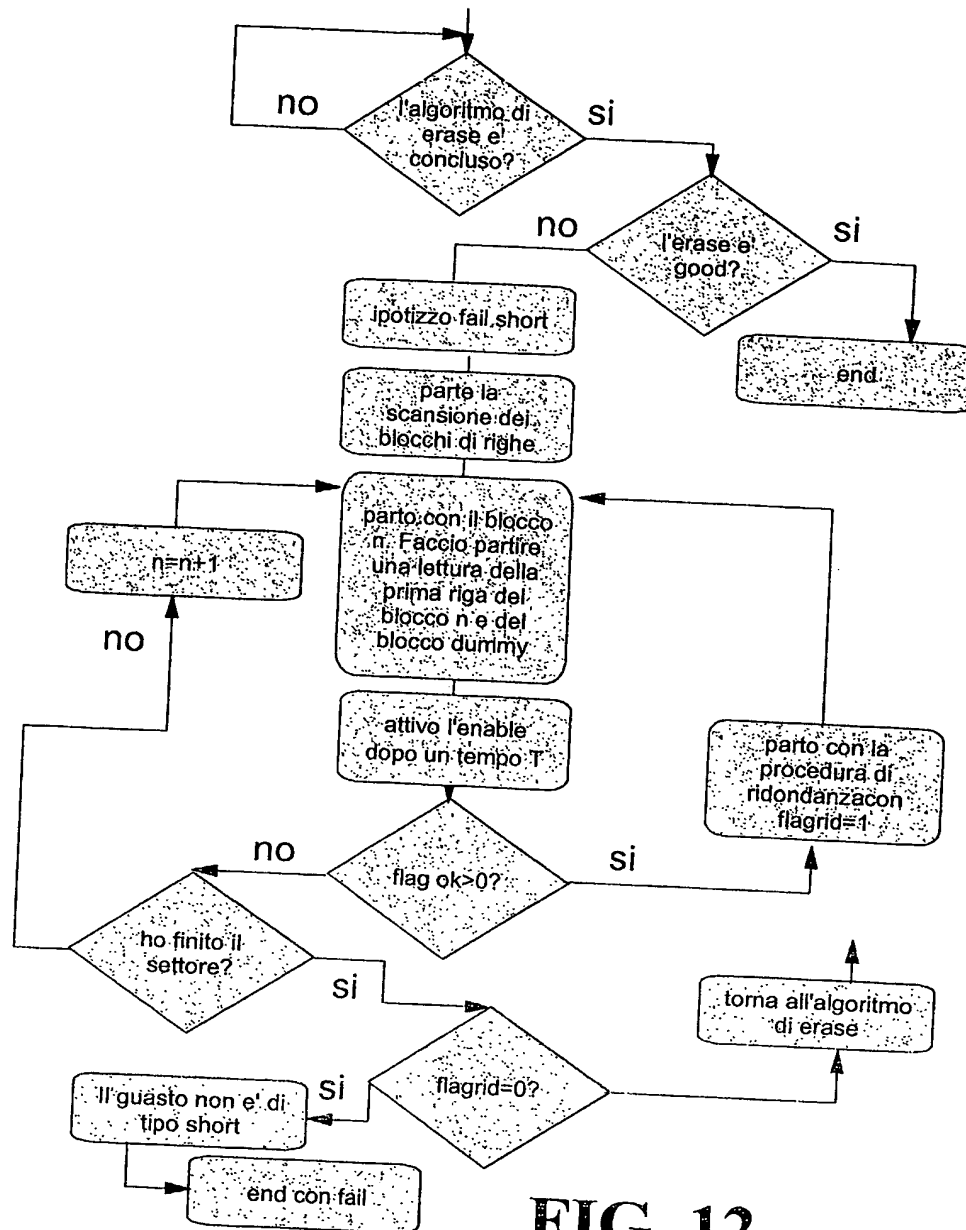 no
l'algoritmo di
erase e'
concluso?
si
no
l'erase e'
good?
si
ipotizzo fail short
end
parte la
scansione dei
blocchi di righe
parto con il blocco
n. Faccio partire
una lettura della
prima riga del
blocco n e del
blocco dummy
n=n+1
no
attivo l'enable
dopo un tempo T
parto con la
procedura di
ridondanzacon
flagrid=1
no
flag ok>0?
si
ho finito il
settore?
si
torna all'algoritmo
di erase
flagrid=0?
si
Il guasto non e' di
tipo short
end con fail
FIG. 12